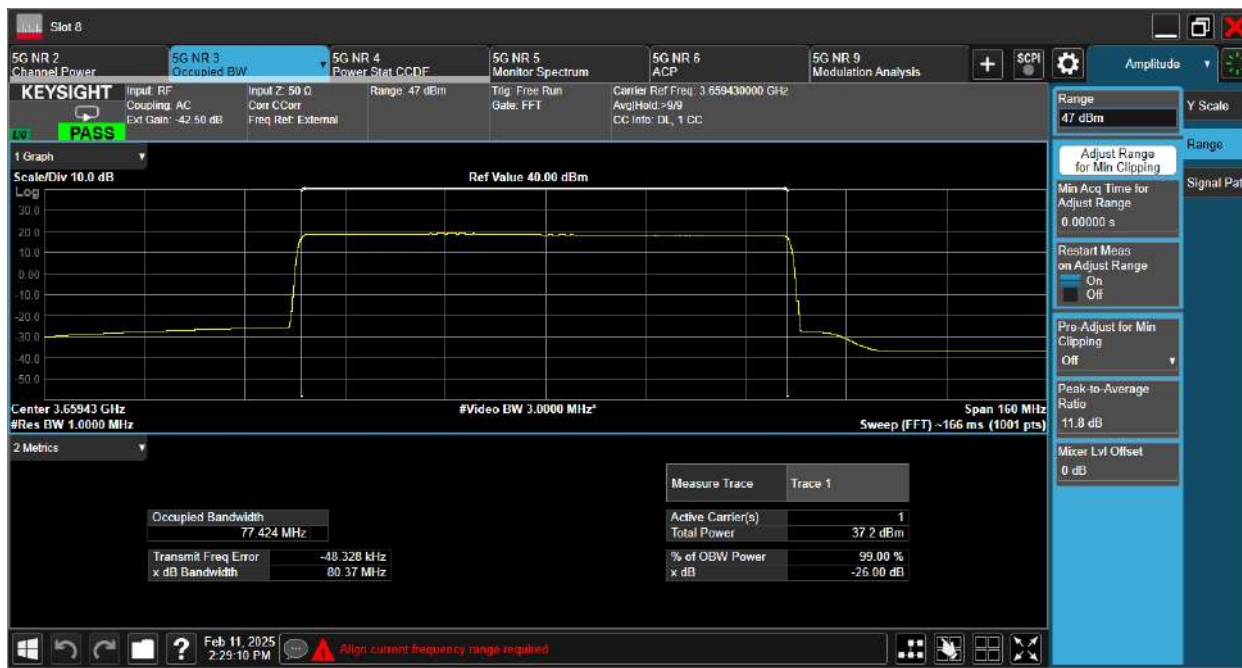 Slot 8
5G NR 2
Channel Power
5G NR 3
Occupied BW
5G NR 4
Power Stat CCDF
5G NR 5
Monitor Spectrum
5G NR 6
ACP
5G NR 9
Modulation Analysis
SCPI
Amplitude
KEYSIGHT
LXI
PASS
Input: RF
Coupling: AC
Ext Gain: -42.50 dB
Input Z: 50 Ω
Corr CCorr
Freq Ref: External
Range: 47 dBm
Trig: Free Run
Gate: FFT
Carrier Ref Freq: 3.659430000 GHz
Avg|Hold:>9/9
CC Info: DL, 1 CC
1 Graph
Scale/Div 10.0 dB
Ref Value 40.00 dBm
Log
30.0
20.0
10.0
0.00
-10.0
-20.0
-30.0
-40.0
-50.0
Center 3.65943 GHz
#Video BW 3.0000 MHz*
Span 160 MHz
#Res BW 1.0000 MHz
Sweep (FFT) ~166 ms (1001 pts)
2 Metrics
Measure Trace Trace 1
Occupied Bandwidth
77.424 MHz
Active Carrier(s) 1
Total Power 37.2 dBm
Transmit Freq Error -48.328 kHz
x dB Bandwidth 80.37 MHz
% of OBW Power 99.00 %
x dB -26.00 dB
Range
47 dBm
Adjust Range
for Min Clipping
Min Acq Time for
Adjust Range
0.00000 s
Restart Meas
on Adjust Range
On
Off
Pre-Adjust for Min
Clipping
Off
Peak-to-Average
Ratio
11.8 dB
Mixer Lvl Offset
0 dB
Y Scale
Range
Signal Pat
?
Feb 11, 2025
2:29:10 PM
Align current frequency range required